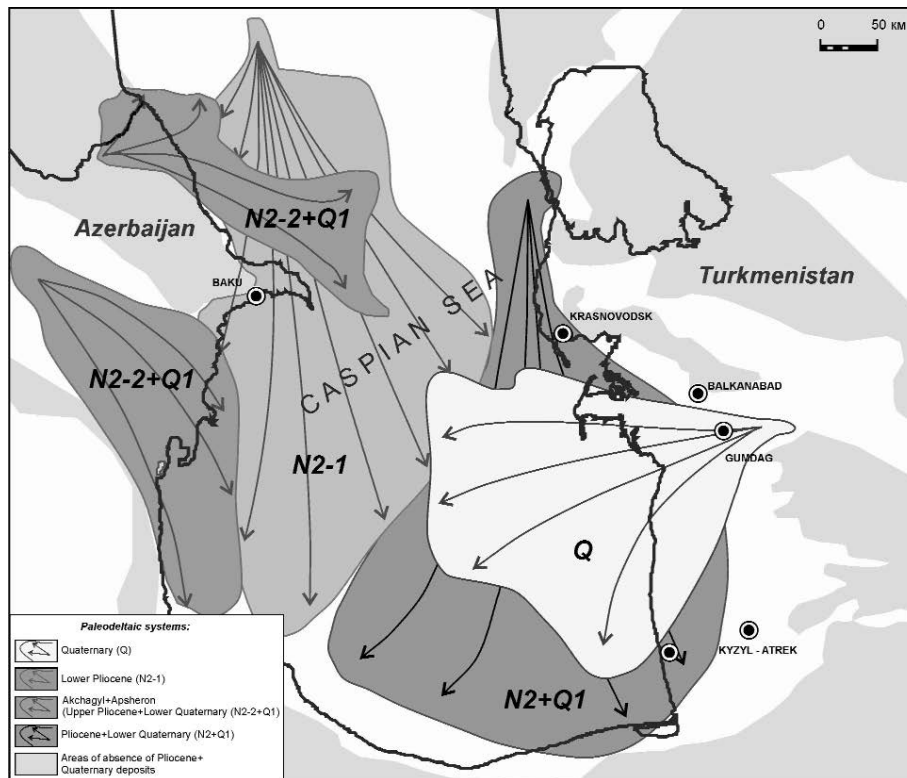 0 50 км
Azerbaijan
N2-2+Q1
Turkmenistan
BAKU
CASPIAN SEA
KRASNOVODSK
N2-2+Q1
BALKANABAD
GUMDAG
N2-1
Q
KYZYL - ATREK
N2+Q1
Paleodeltaic systems:
Quaternary (Q)
Lower Pliocene (N2-1)
Akchagyl+Apsheron
(Upper Pliocene+Lower Quaternary (N2-2+Q1)
Pliocene+Lower Quaternary (N2+Q1)
Areas of absence of Pliocene+
Quaternary deposits